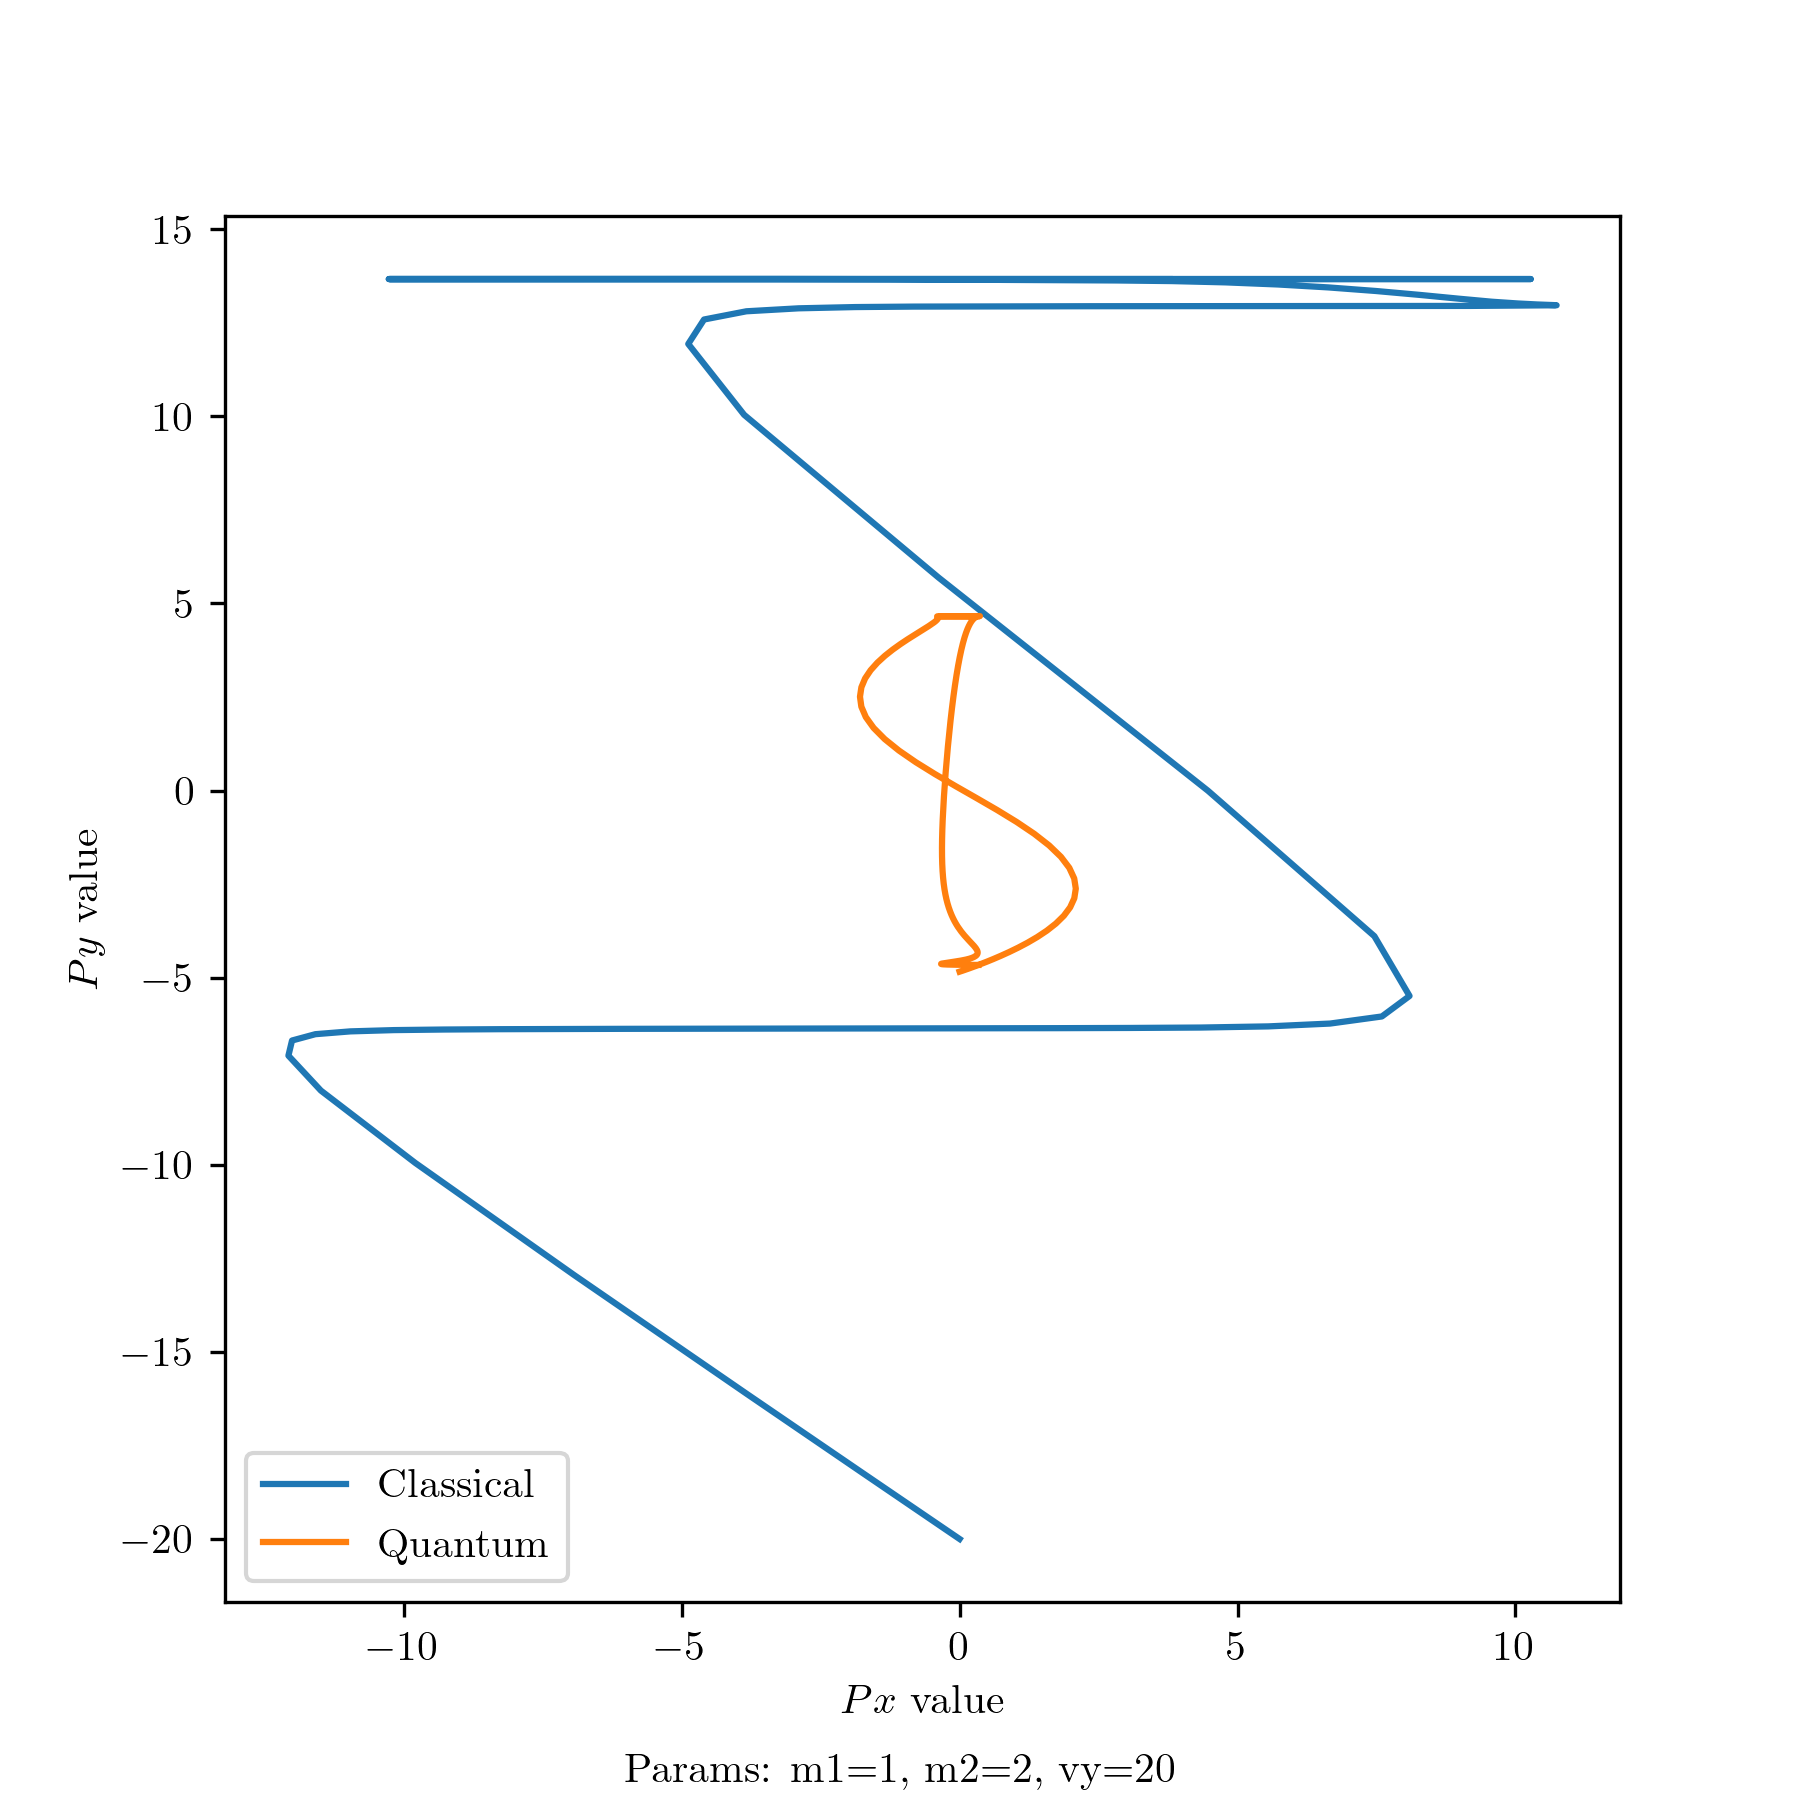 15
10
5
0
−5
−10
−15
−20
Py value
Classical
Quantum
−10 −5 0 5 10
Px value
Params: m1=1, m2=2, vy=20